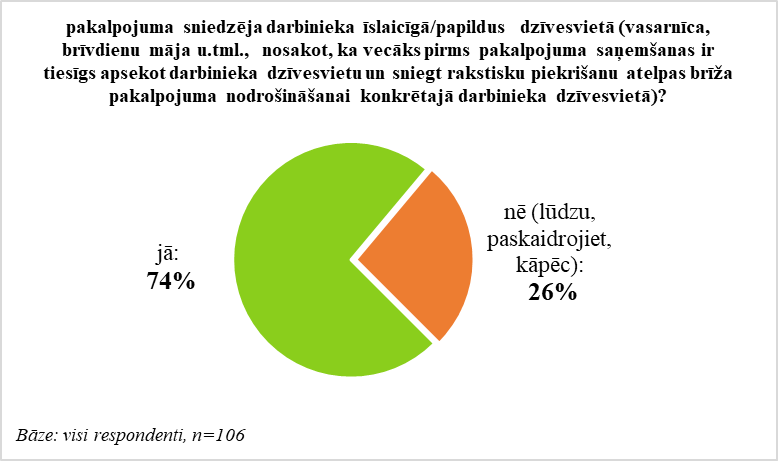 pakalpojuma sniedzēja darbinieka īslaicīgā/papildus dzīvesvietā (vasarnīca,
brīvdienu māja u.tml., nosakot, ka vecāks pirms pakalpojuma saņemšanas ir
tiesīgs apsekot darbinieka dzīvesvietu un sniegt rakstisku piekrišanu atelpas brīža
pakalpojuma nodrošināšanai konkrētajā darbinieka dzīvesvietā)?
jā:
74%
nē (lūdzu,
paskaidrojiet,
kāpēc):
26%
Bāze: visi respondenti, n=106